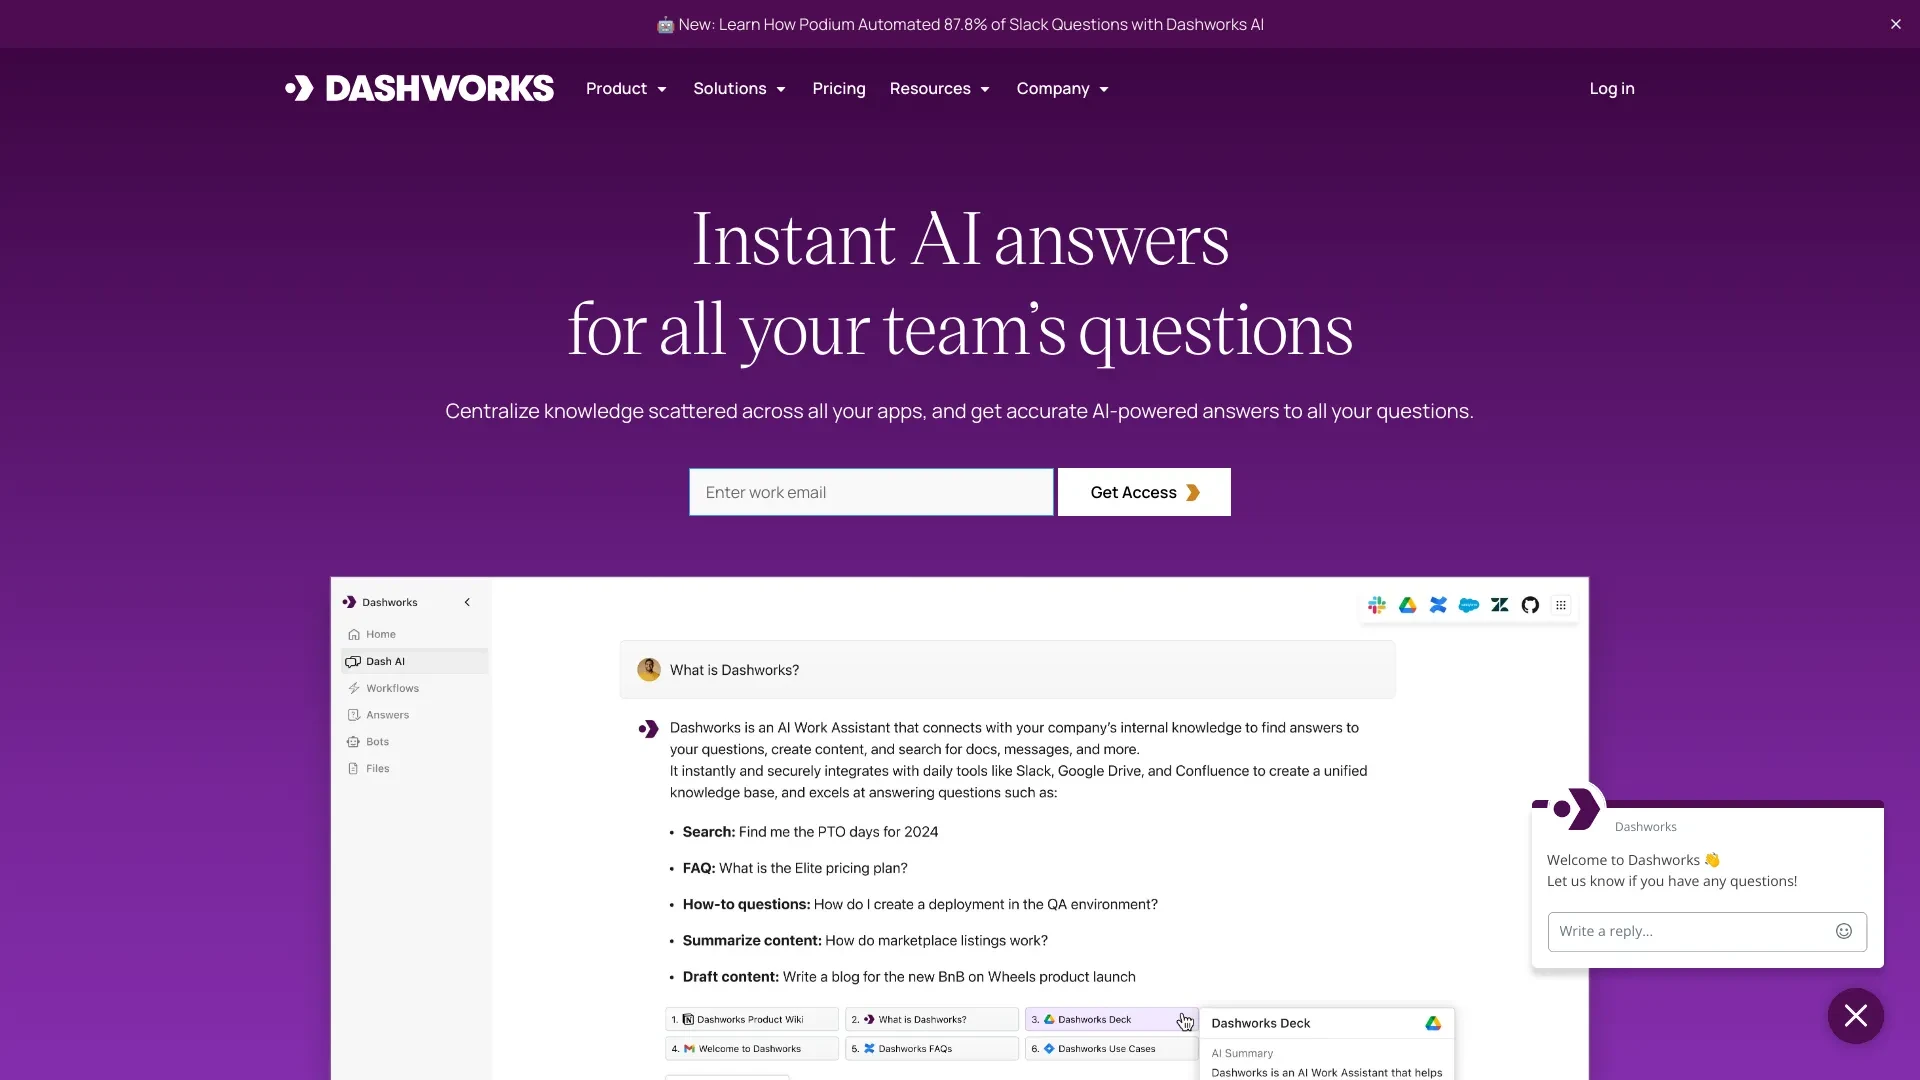 🤖 New: Learn How Podium Automated 87.8% of Slack Questions with Dashworks AI
DASHWORKS
Product
Solutions
Pricing
Resources
Company
Log in
Instant AI answers
for all your team’s questions
Centralize knowledge scattered across all your apps, and get accurate AI-powered answers to all your questions.
Enter work email
Get Access
Dashworks
Home
Dash AI
Workflows
Answers
Bots
Files
What is Dashworks?
Dashworks is an AI Work Assistant that connects with your company’s internal knowledge to find answers to
your questions, create content, and search for docs, messages, and more.
It instantly and securely integrates with daily tools like Slack, Google Drive, and Confluence to create a unified
knowledge base, and excels at answering questions such as:
• Search: Find me the PTO days for 2024
• FAQ: What is the Elite pricing plan?
• How-to questions: How do I create a deployment in the QA environment?
• Summarize content: How do marketplace listings work?
• Draft content: Write a blog for the new BnB on Wheels product launch
1. Dashworks Product Wiki
2. What is Dashworks?
3. Dashworks Deck
4. Welcome to Dashworks
5. Dashworks FAQs
6. Dashworks Use Cases
Dashworks Deck
AI Summary
Dashworks is an AI Work Assistant that helps
Dashworks
Welcome to Dashworks 👋
Let us know if you have any questions!
Write a reply...